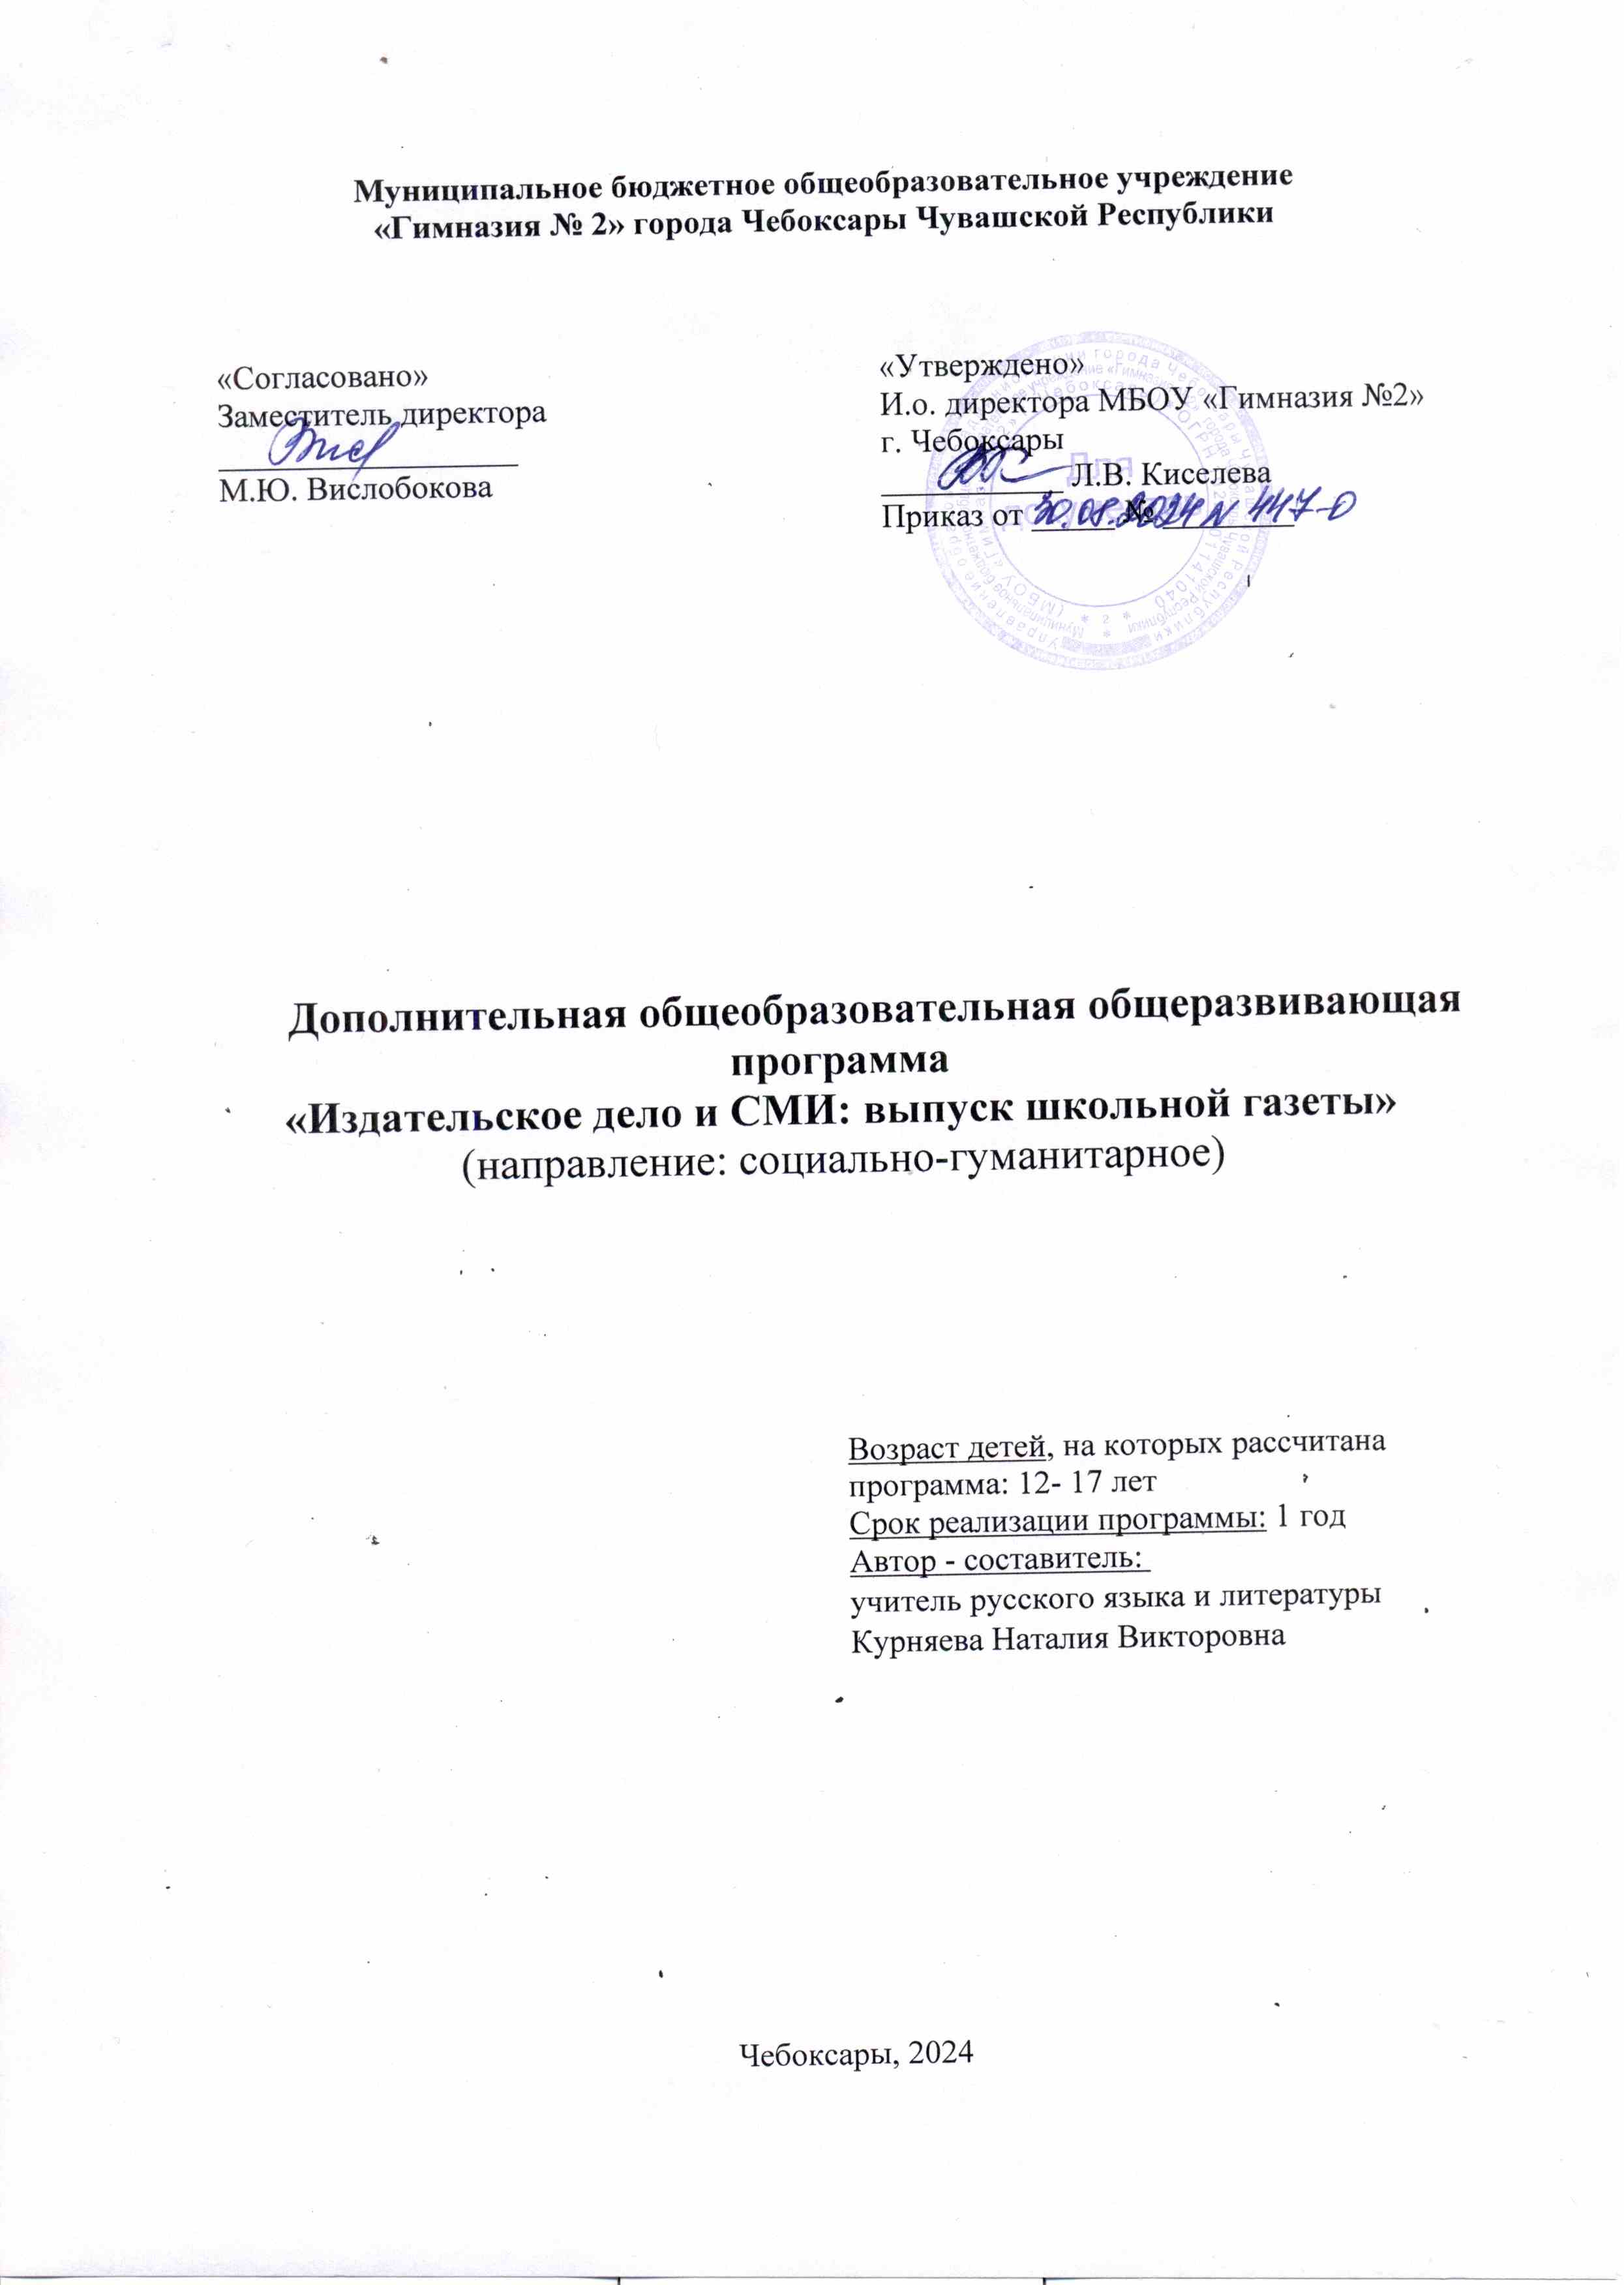 Муниципальное бюджетное общеобразовательное учреждение
«Гимназия № 2» города Чебоксары Чувашской Республики
«Согласовано»
Заместитель директора
М.Ю. Вислобокова
«Утверждено»
И.о. директора МБОУ «Гимназия №2»
г. Чебоксары
Л.В. Киселева
Приказ от 30.08.2024 № 447-О
Для
Дополнительная общеобразовательная общеразвивающая
программа
«Издательское дело и СМИ: выпуск школьной газеты»
(направление: социально-гуманитарное)
Возраст детей, на которых рассчитана
программа: 12- 17 лет
Срок реализации программы: 1 год
Автор - составитель:
учитель русского языка и литературы
Курняева Наталия Викторовна
Чебоксары, 2024